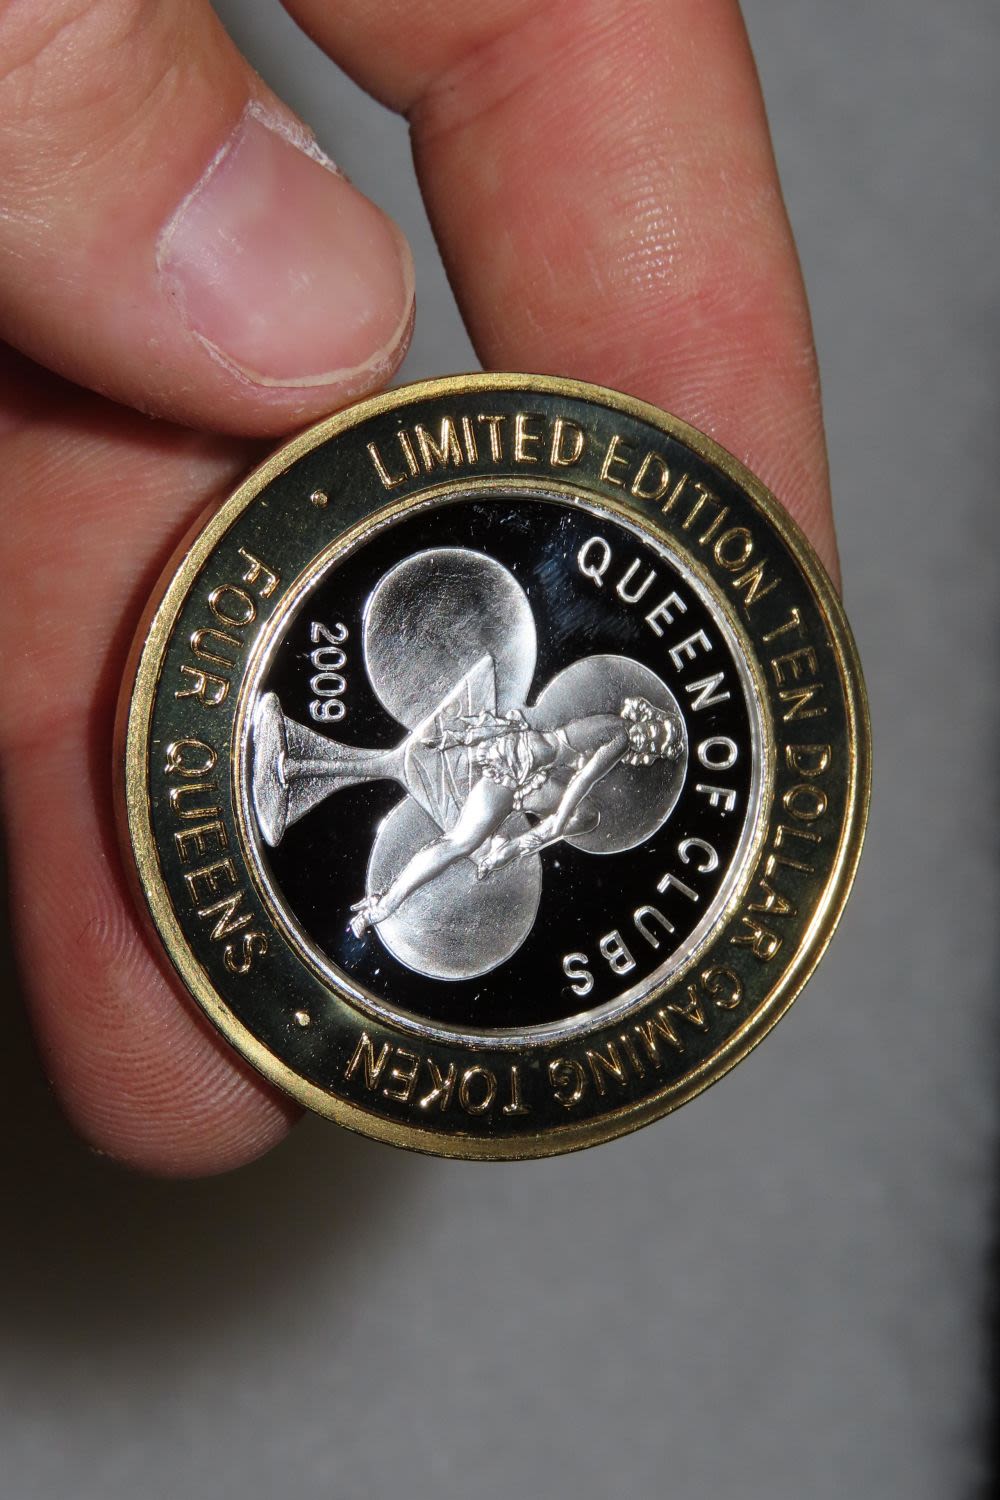 LIMITED EDITION TEN DOLLAR GAMING TOKEN
• FOUR QUEENS •
QUEEN OF CLUBS
2009